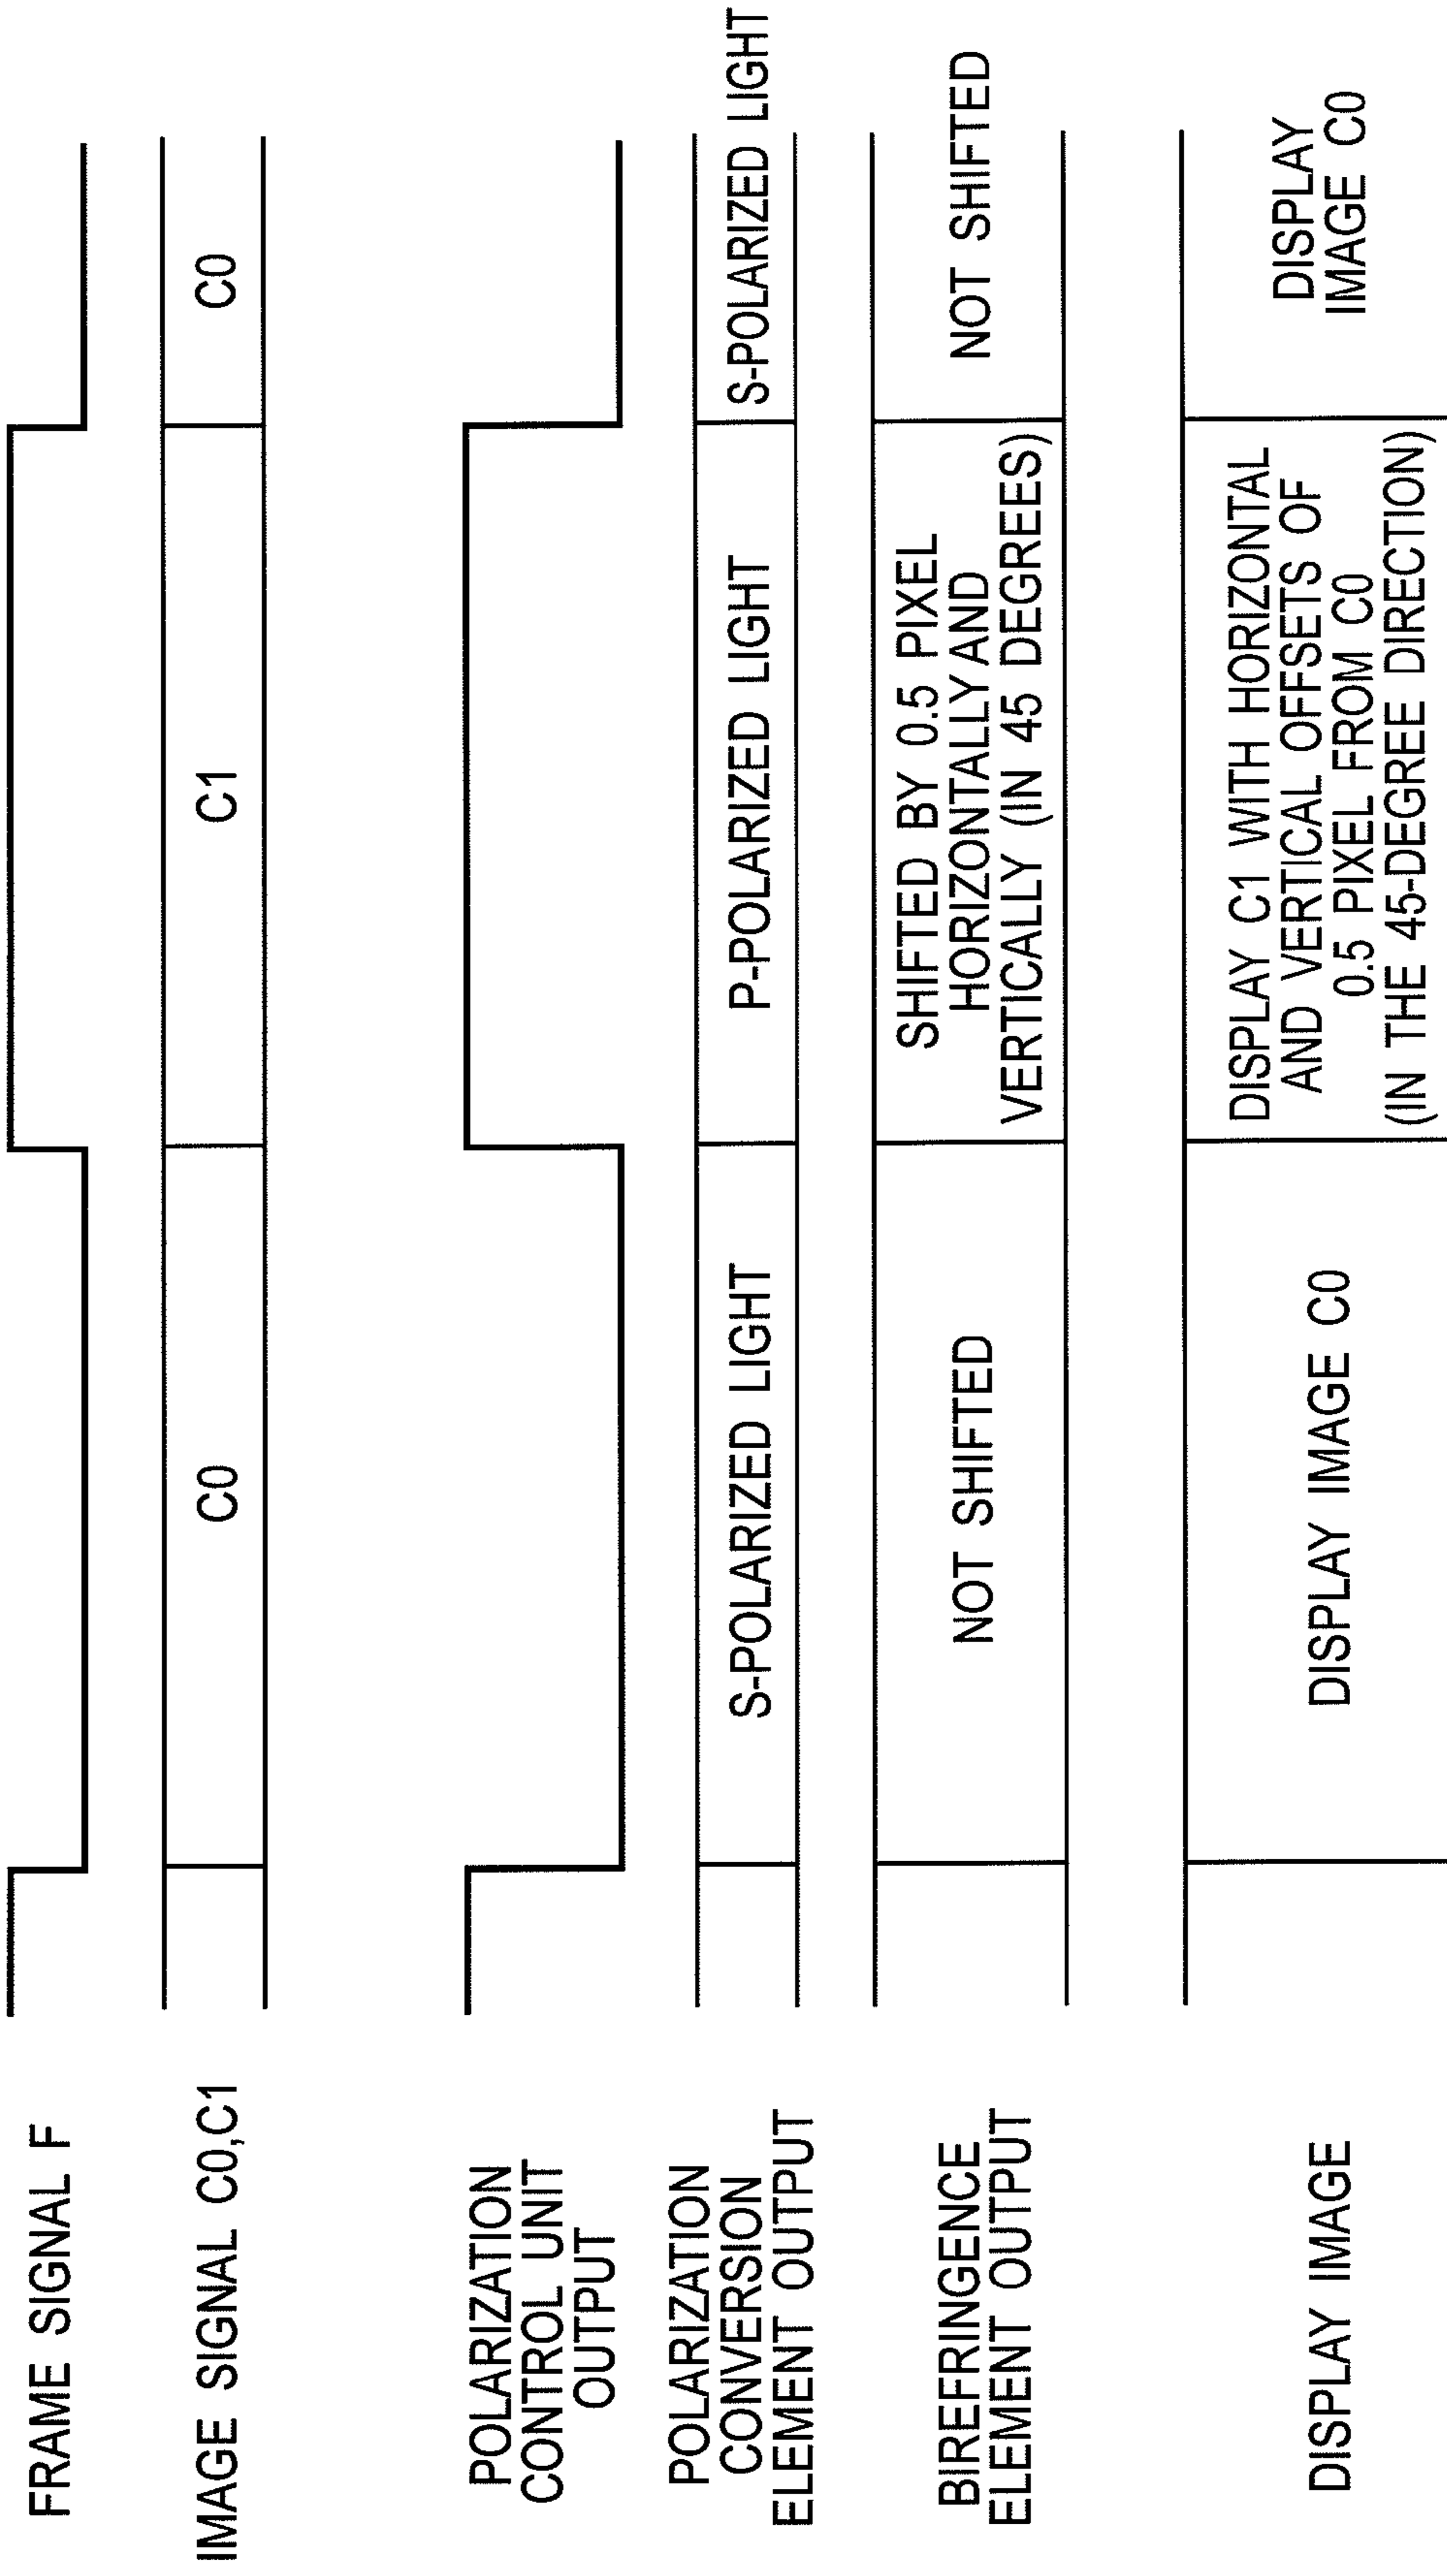 FRAME SIGNAL F
IMAGE SIGNAL C0,C1
C0
C1
C0
POLARIZATION
CONTROL UNIT
OUTPUT
POLARIZATION
CONVERSION
ELEMENT OUTPUT
S-POLARIZED LIGHT
P-POLARIZED LIGHT
S-POLARIZED LIGHT
BIREFRINGENCE
ELEMENT OUTPUT
NOT SHIFTED
SHIFTED BY 0.5 PIXEL
HORIZONTALLY AND
VERTICALLY (IN 45 DEGREES)
NOT SHIFTED
DISPLAY IMAGE
DISPLAY IMAGE C0
DISPLAY C1 WITH HORIZONTAL
AND VERTICAL OFFSETS OF
0.5 PIXEL FROM C0
(IN THE 45-DEGREE DIRECTION)
DISPLAY
IMAGE C0